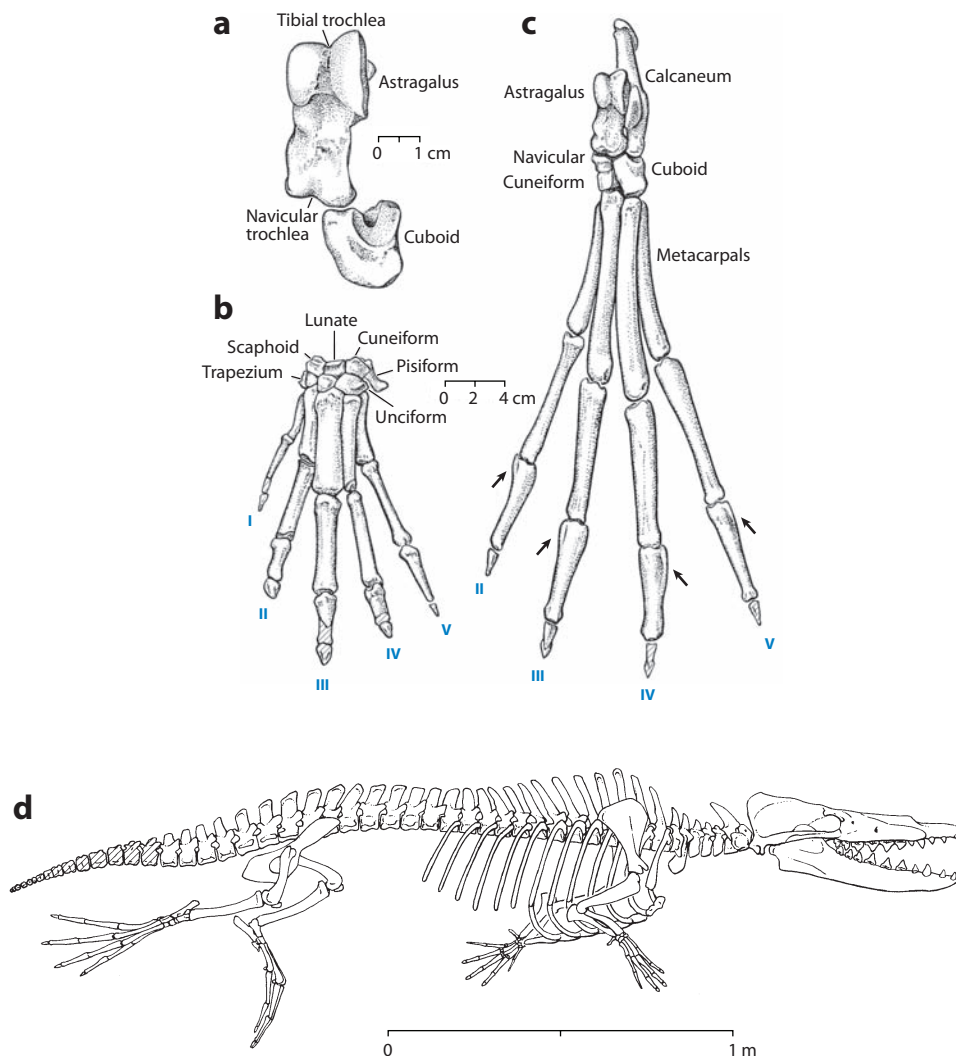 a
Tibial trochlea
Astragalus
0 1 cm
Navicular
trochlea
Cuboid
b
Lunate
Scaphoid
Cuneiform
Trapezium
Pisiform
0 2 4 cm
Unciform
I
II
III
IV
V
c
Calcaneum
Astragalus
Navicular
Cuneiform
Cuboid
Metacarpals
II
III
IV
V
d
0 1 m